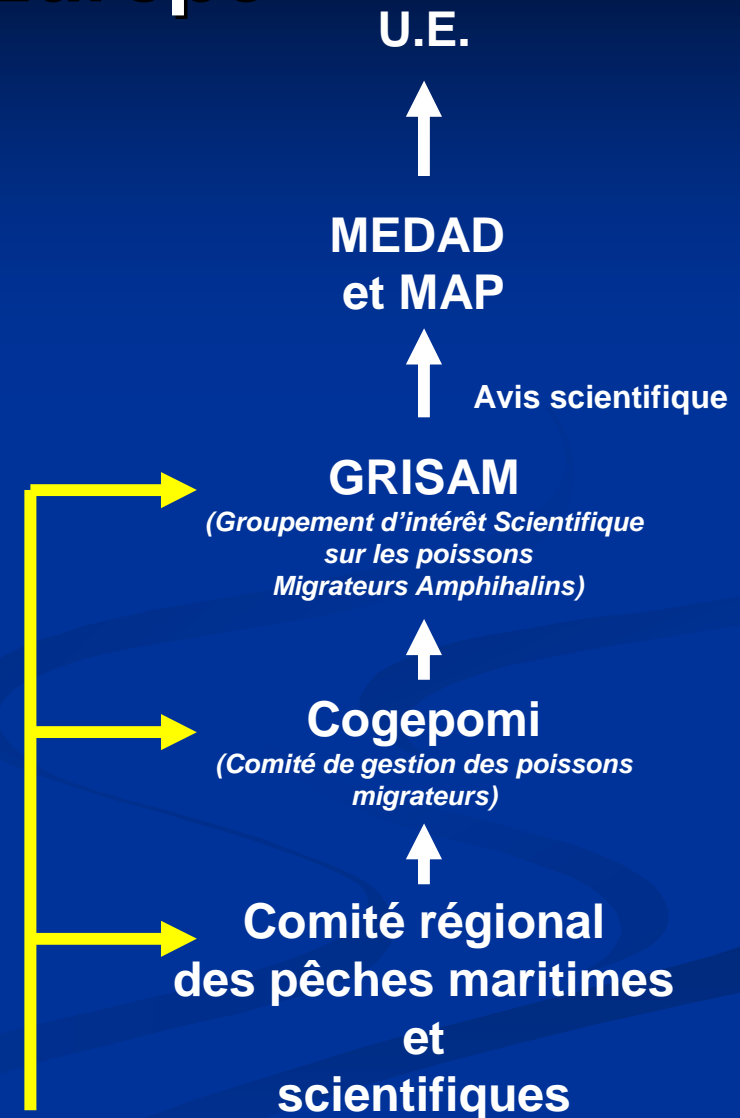 U.E.
MEDAD
et MAP
Avis scientifique
GRISAM
(Groupement d'intérêt Scientifique
sur les poissons
Migrateurs Amphihalins)
Cogepomi
(Comité de gestion des poissons
migrateurs)
Comité régional
des pêches maritimes
et
scientifiques